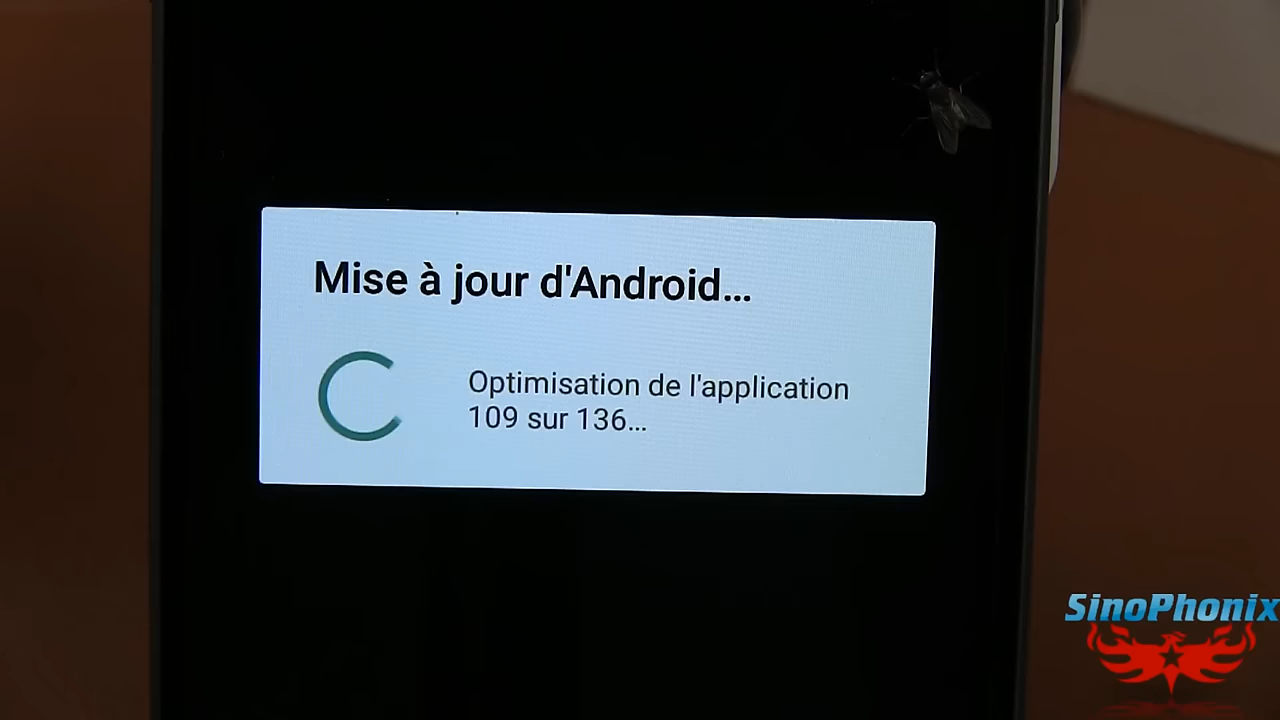 Mise à jour d'Android...
Optimisation de l'application
109 sur 136...
SinoPhonix